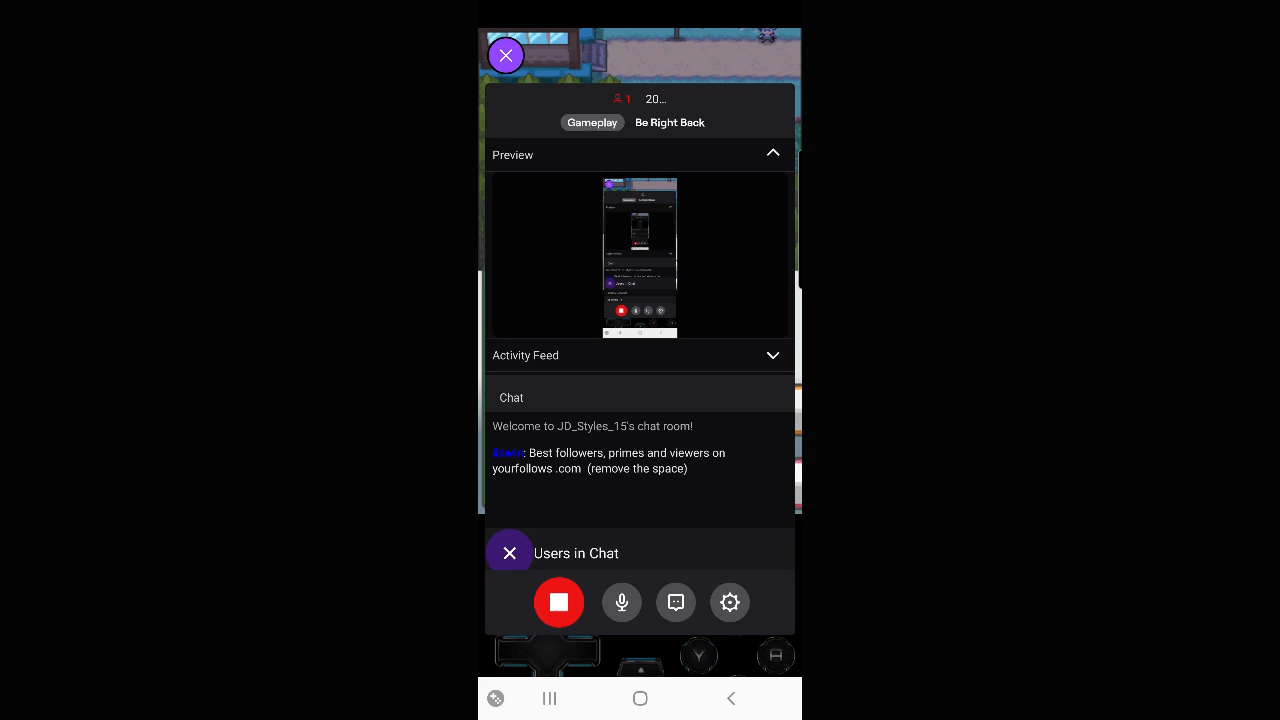 1 20...
Gameplay Be Right Back
Preview
Activity Feed
Chat
Welcome to JD_Styles_15's chat room!
: Best followers, primes and viewers on
yourfollows .com (remove the space)
Users in Chat
Y A